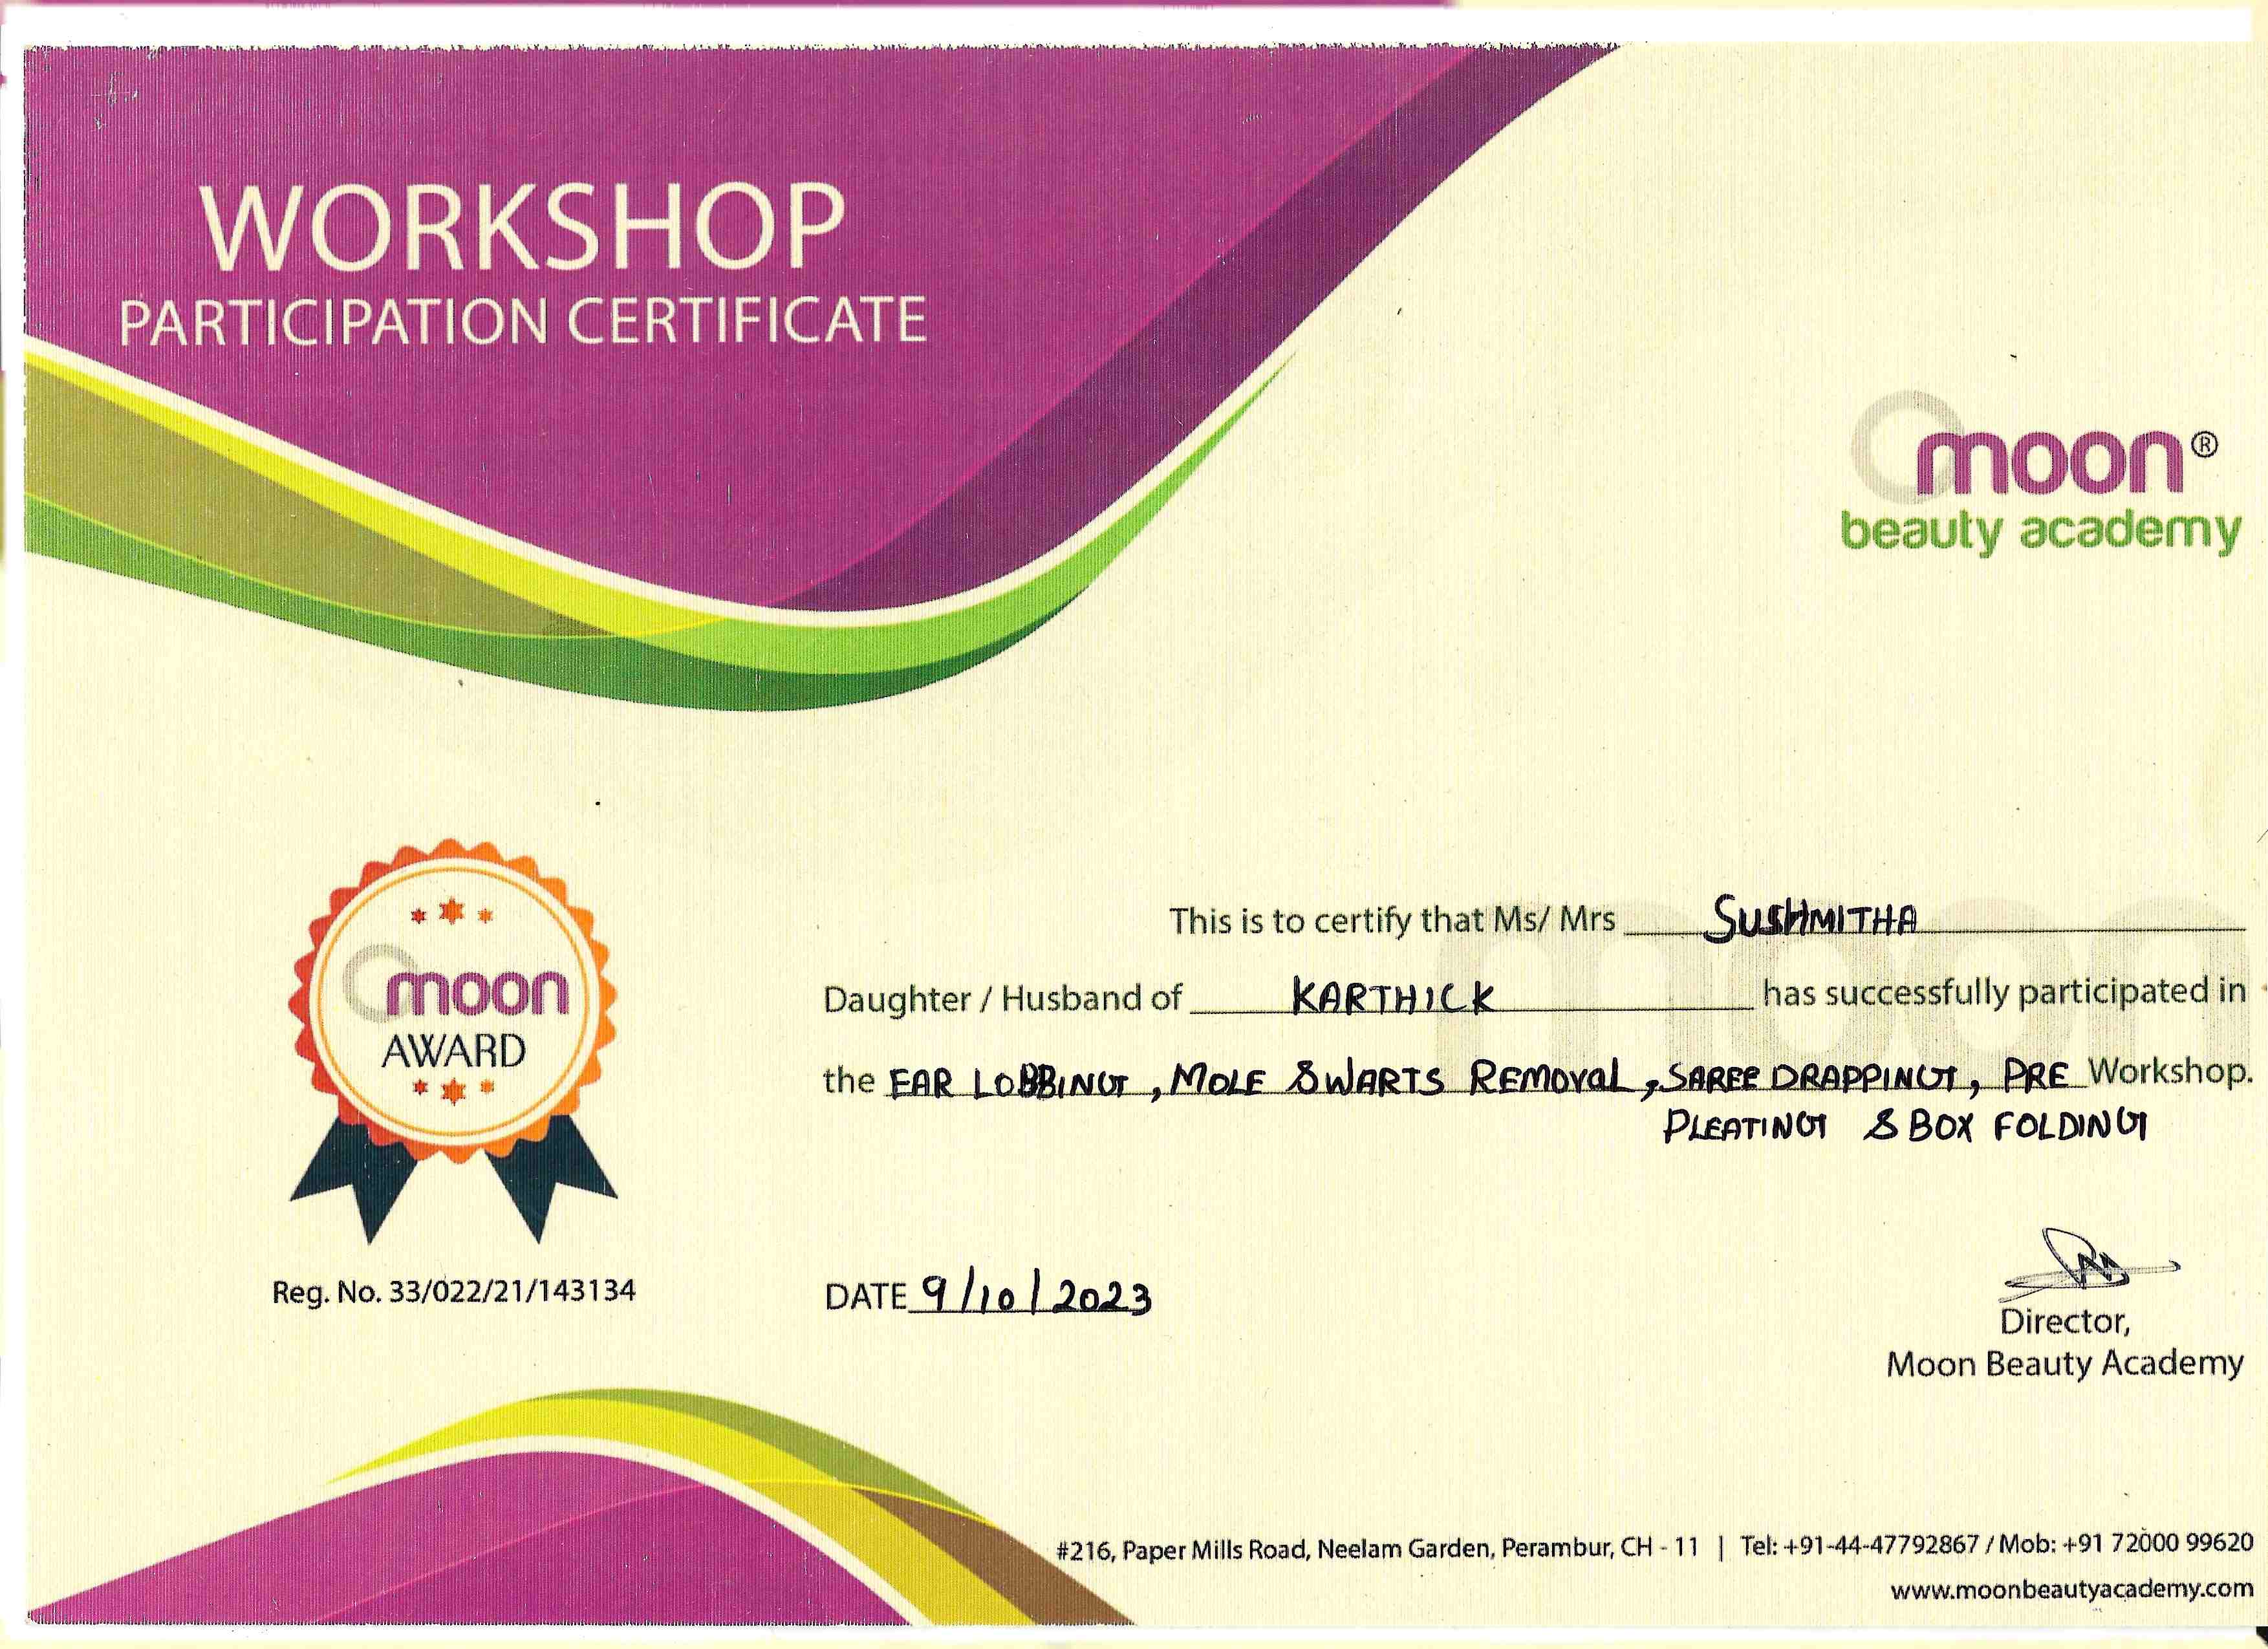 WORKSHOP
PARTICIPATION CERTIFICATE
moon®
beauty academy
This is to certify that Ms/ Mrs SUSHMITHA
Daughter / Husband of KARTHICK has successfully participated in
the EAR LOBBING, MOLE & WARTS REMOVAL, SAREE DRAPPING, PRE Workshop.
PLEATING & BOX FOLDING
moon
AWARD
Reg. No. 33/022/21/143134
DATE 9/10/2023
Director,
Moon Beauty Academy
#216, Paper Mills Road, Neelam Garden, Perambur, CH - 11 | Tel: +91-44-47792867 / Mob: +91 72000 99620
www.moonbeautyacademy.com